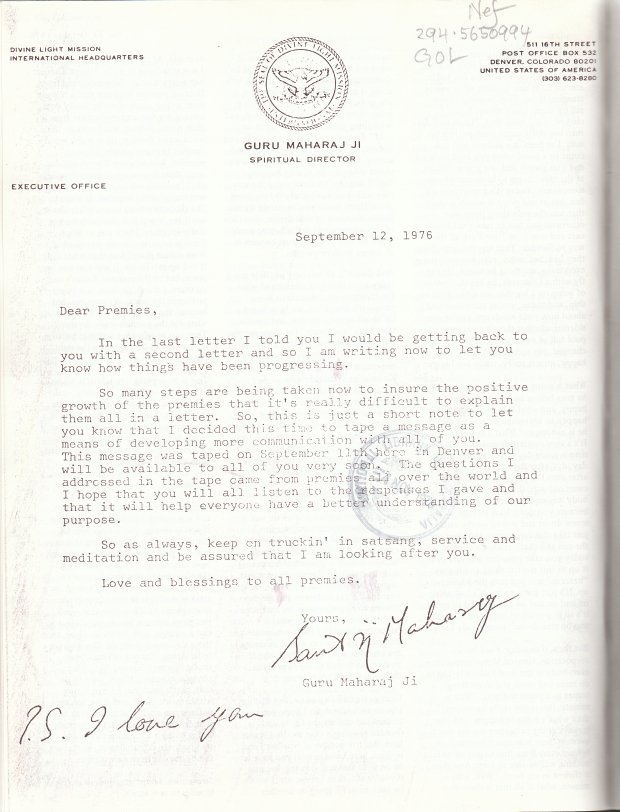 Nef
294.5650994
GOL
DIVINE LIGHT MISSION
INTERNATIONAL HEADQUARTERS
511 16TH STREET
POST OFFICE BOX 532
DENVER, COLORADO 80201
UNITED STATES OF AMERICA
(303) 623-8280
GURU MAHARAJ JI
SPIRITUAL DIRECTOR
EXECUTIVE OFFICE
September 12, 1976
Dear Premies,
In the last letter I told you I would be getting back to
you with a second letter and so I am writing now to let you
know how things have been progressing.
So many steps are being taken now to insure the positive
growth of the premies that it's really difficult to explain
them all in a letter. So, this is just a short note to let
you know that I decided this time to tape a message as a
means of developing more communication with all of you.
This message was taped on September 11th here in Denver and
will be available to all of you very soon. The questions I
addressed in the tape came from premies all over the world and
I hope that you will all listen to the responses I gave and
that it will help everyone have a better understanding of our
purpose.
So as always, keep on truckin' in satsang, service and
meditation and be assured that I am looking after you.
Love and blessings to all premies.
Yours,
Sant ji Maharaj
Guru Maharaj Ji
P.S. I love you